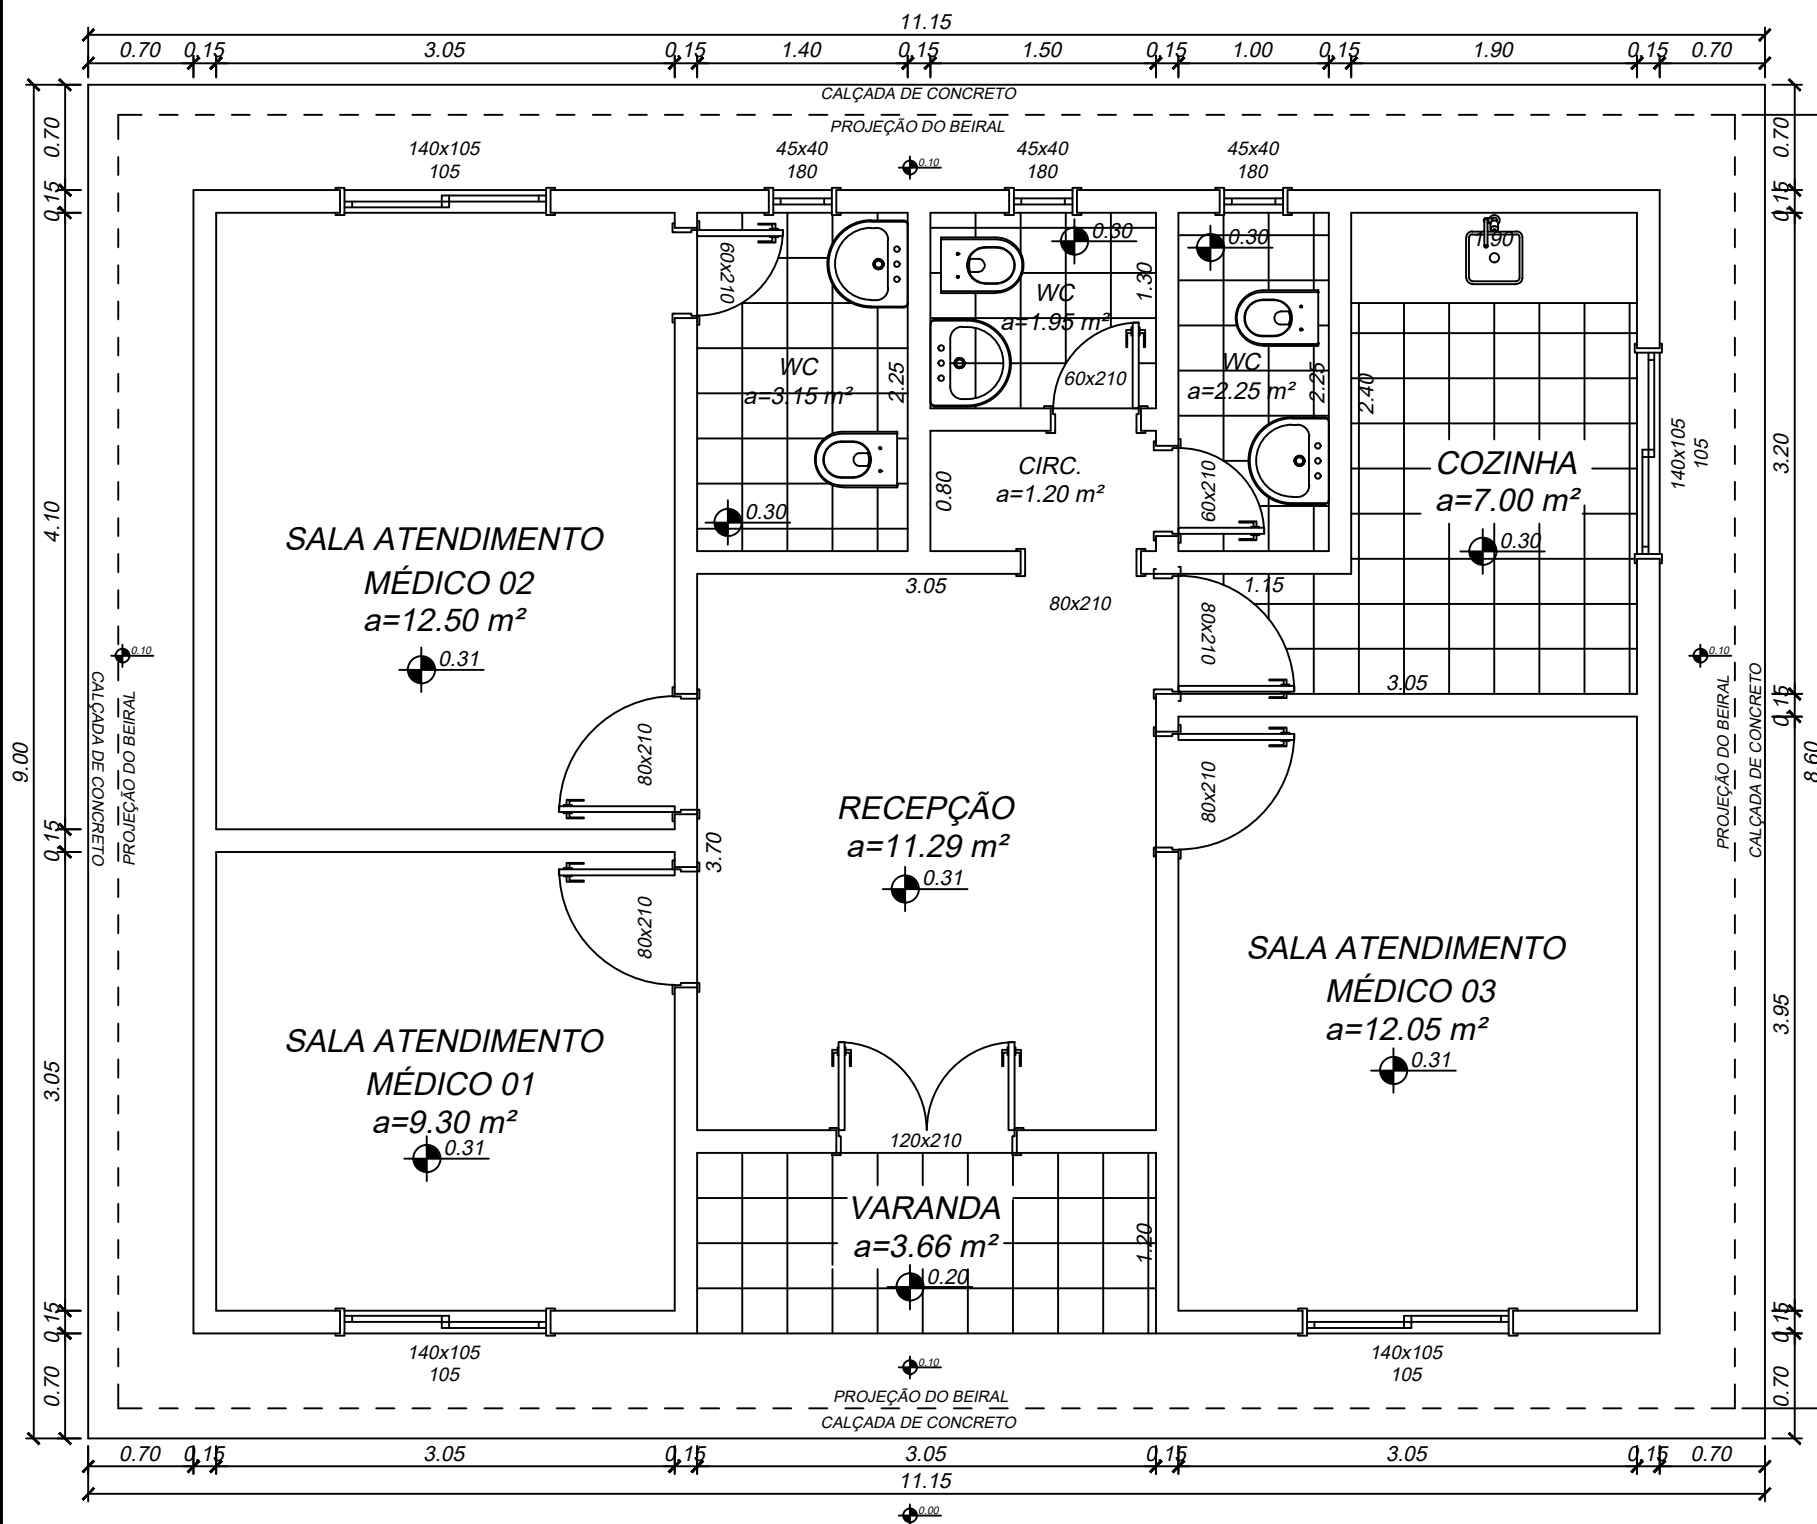 11.15
0.70 0.15 3.05 0.15 1.40 0.15 1.50 0.15 1.00 0.15 1.90 0.15 0.70
CALÇADA DE CONCRETO
PROJEÇÃO DO BEIRAL
140x105
105
45x40
180
0.10
45x40
180
45x40
180
0.70
0.15
4.10
0.15
3.05
0.15
0.70
9.00
CALÇADA DE CONCRETO
PROJEÇÃO DO BEIRAL
0.10
60x210
WC
a=3.15 m²
2.25
0.30
0.30
WC
a=1.95 m²
1.30
60x210
0.30
WC
a=2.25 m²
2.25
60x210
1.90
2.40
COZINHA
a=7.00 m²
0.30
140x105
105
CIRC.
a=1.20 m²
0.80
3.05
80x210
1.15
80x210
3.05
SALA ATENDIMENTO
MÉDICO 02
a=12.50 m²
0.31
80x210
80x210
3.70
RECEPÇÃO
a=11.29 m²
0.31
80x210
SALA ATENDIMENTO
MÉDICO 03
a=12.05 m²
0.31
SALA ATENDIMENTO
MÉDICO 01
a=9.30 m²
0.31
120x210
VARANDA
a=3.66 m²
0.20
1.20
0.10
PROJEÇÃO DO BEIRAL
CALÇADA DE CONCRETO
0.70
0.15
3.20
0.15
3.95
0.15
0.70
8.60
140x105
105
140x105
105
0.10
PROJEÇÃO DO BEIRAL
CALÇADA DE CONCRETO
0.70 0.15 3.05 0.15 3.05 0.15 3.05 0.15 0.70
11.15
0.00